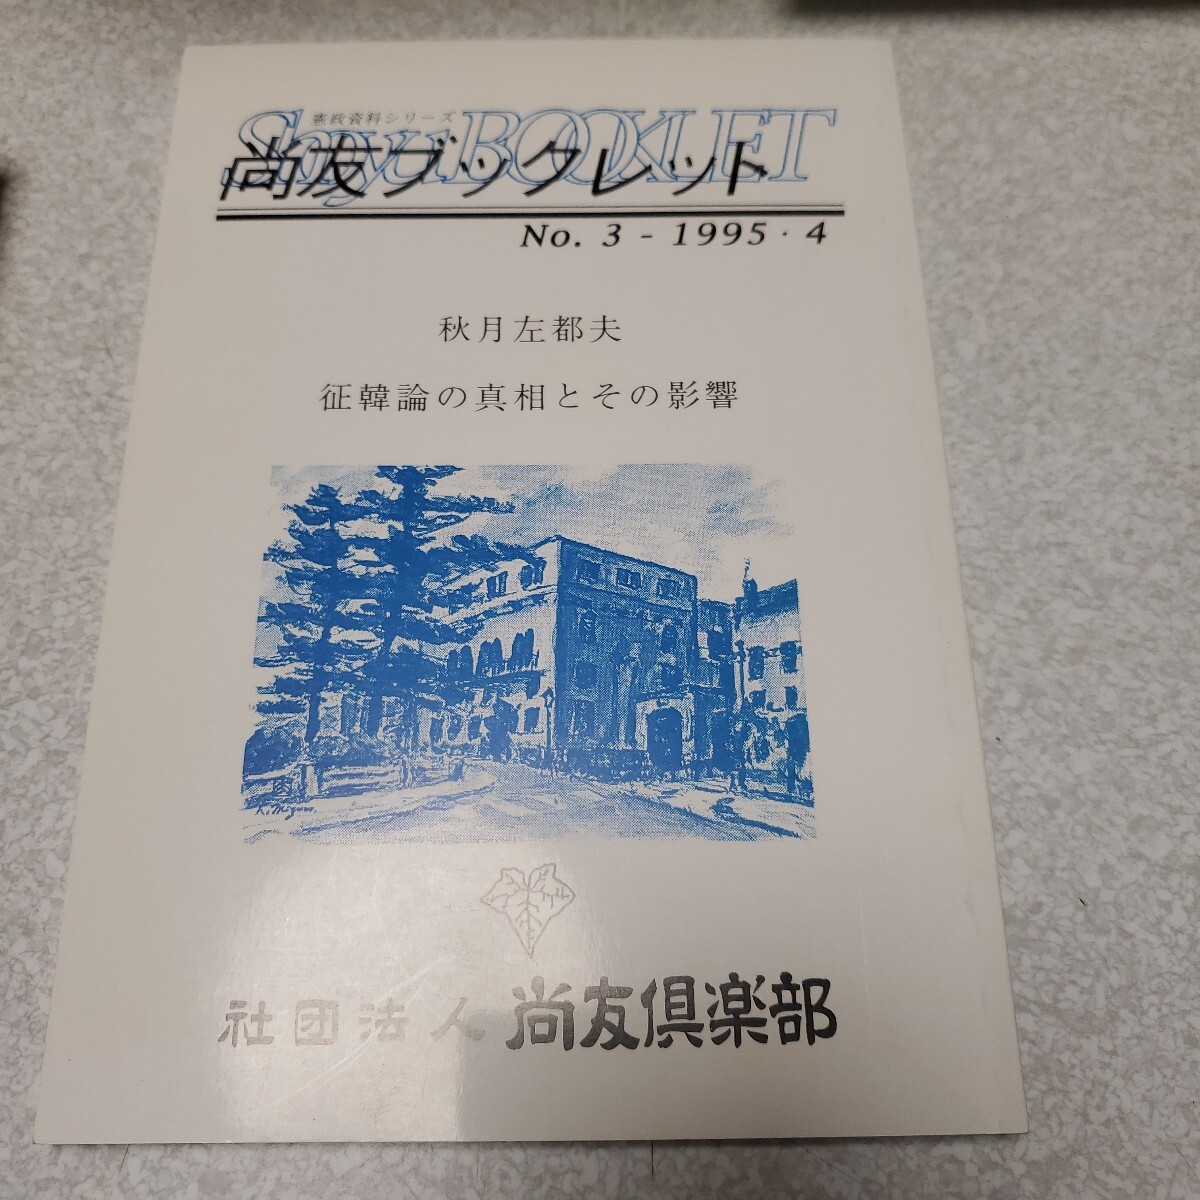 憲政資料シリーズ
Shoyu BOOKLET
尚友ブックレット
No. 3 - 1995・4
秋月左都夫
征韓論の真相とその影響
K. Mizuno.
社団法人 尚友倶楽部